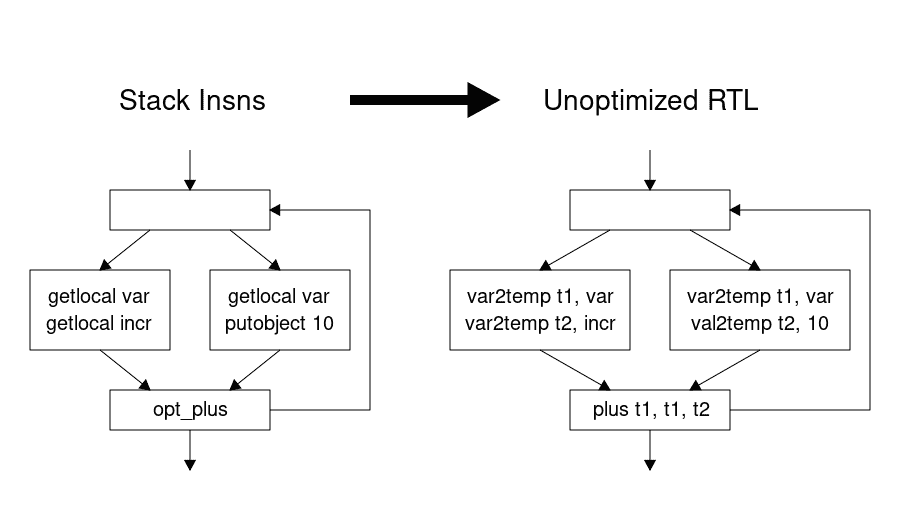 Stack Insns
Unoptimized RTL
getlocal var
getlocal incr
getlocal var
putobject 10
opt_plus
var2temp t1, var
var2temp t2, incr
var2temp t1, var
val2temp t2, 10
plus t1, t1, t2